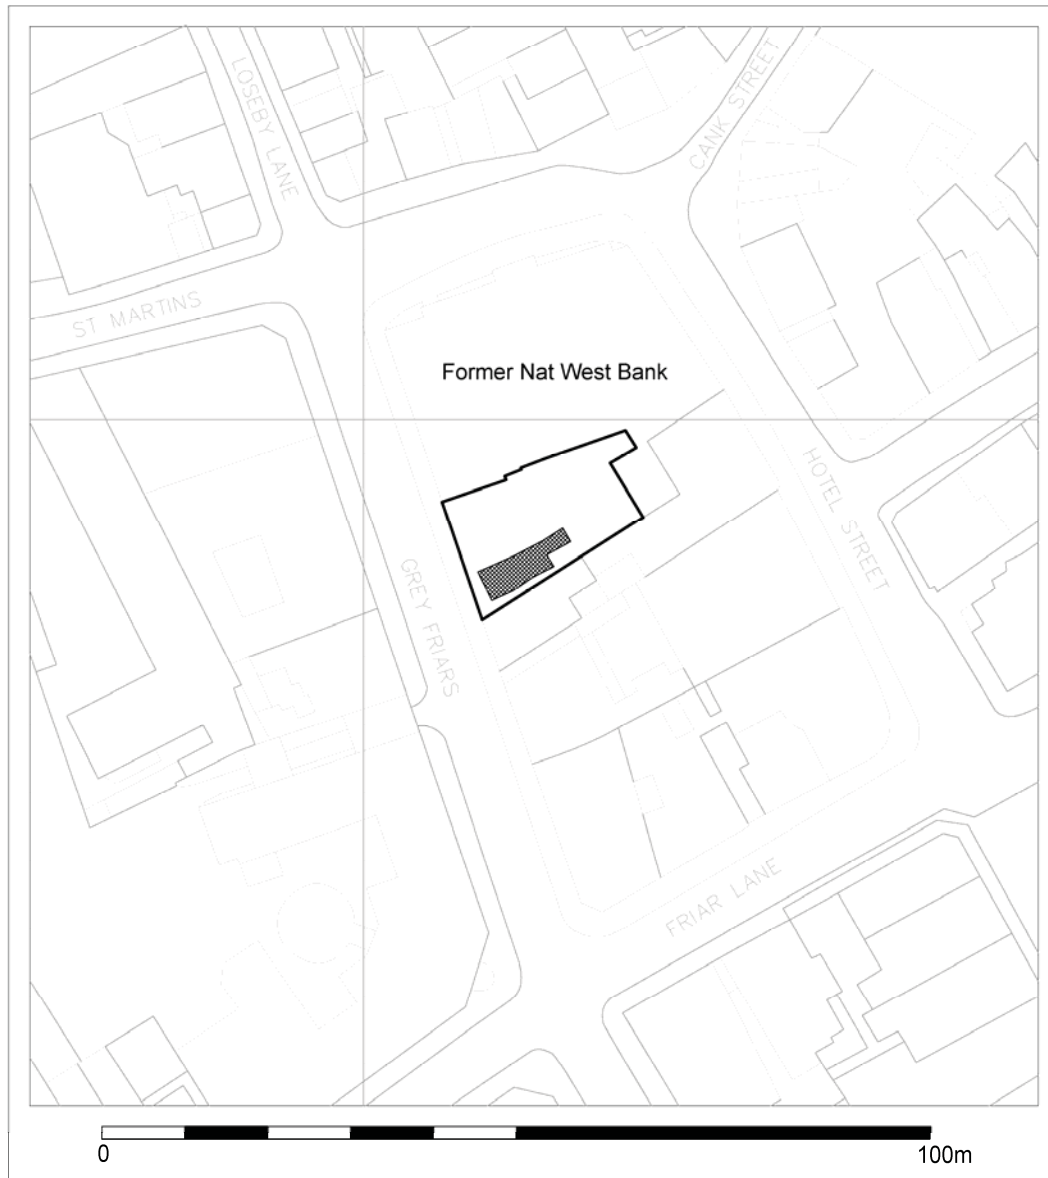 LOSEBY LANE
CANK STREET
ST MARTINS
Former Nat West Bank
HOTEL STREET
GREY FRIARS
FRIAR LANE
0
100m